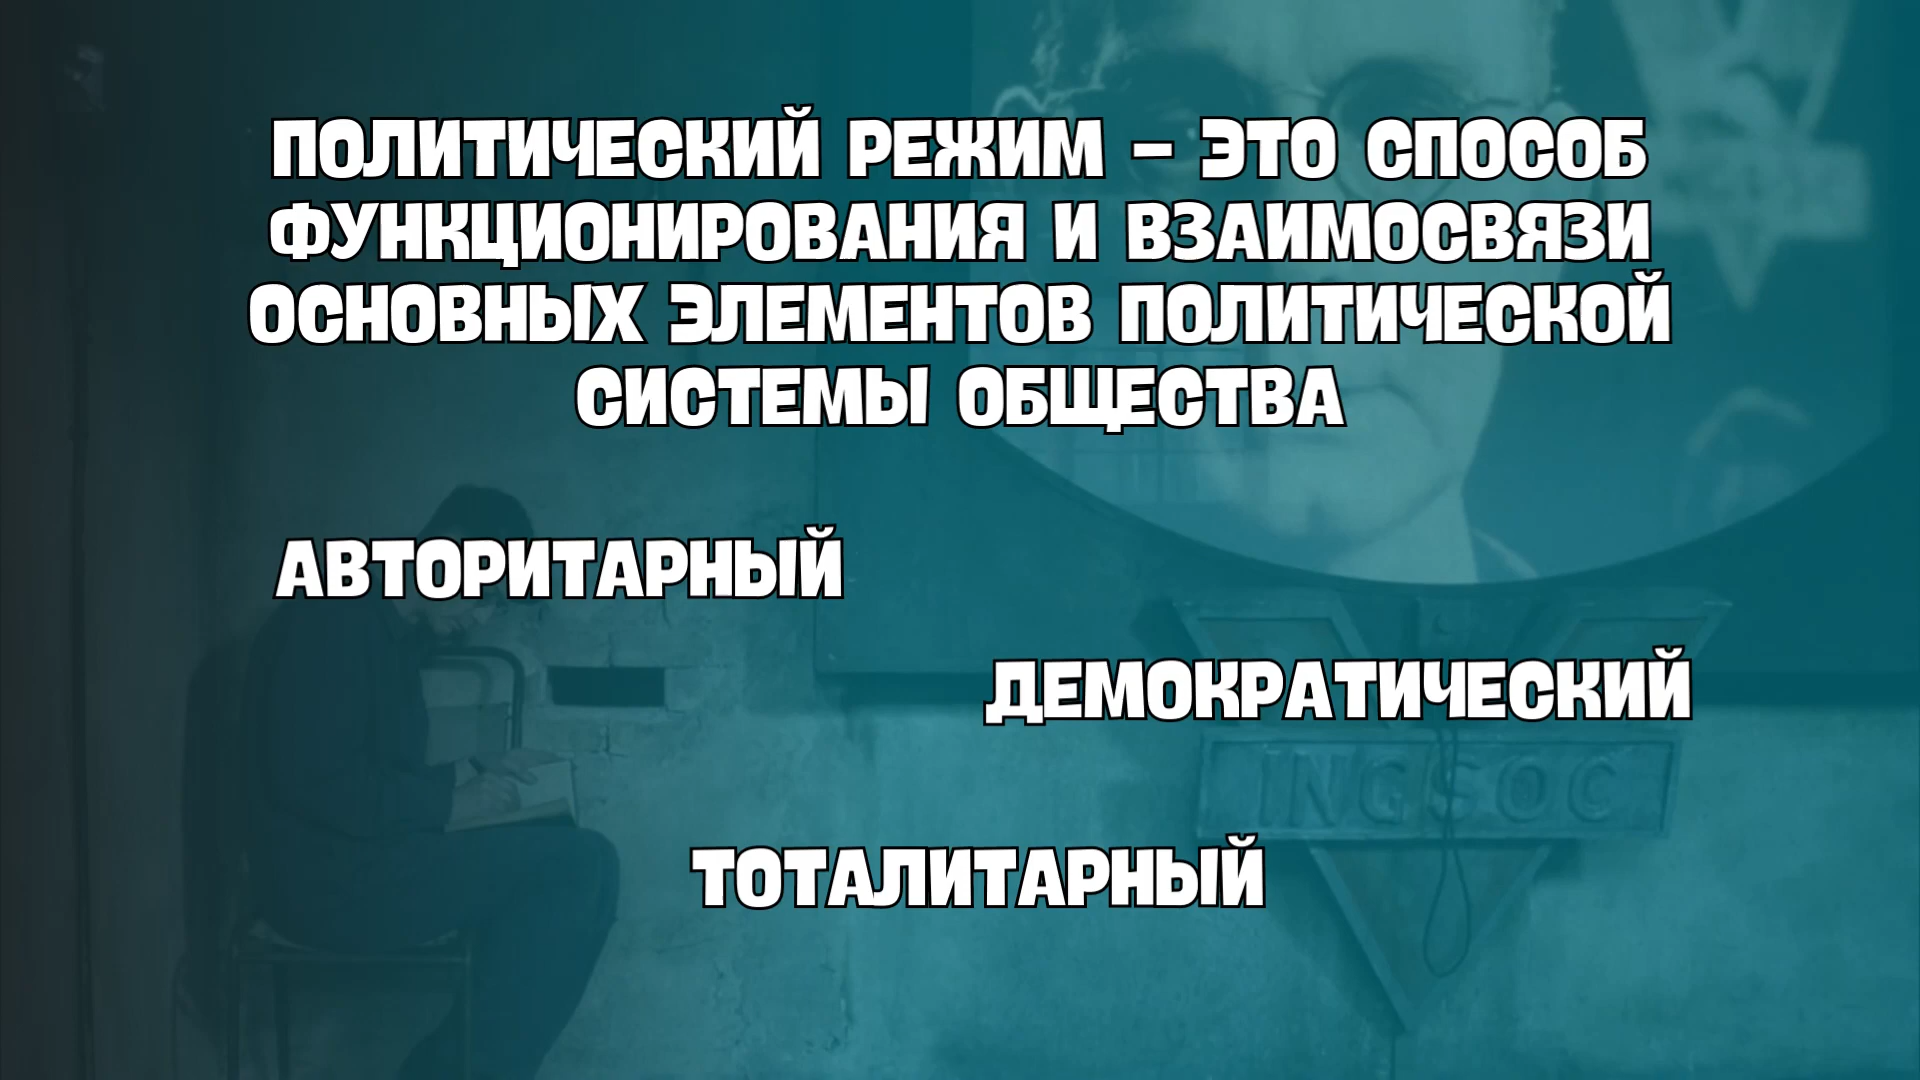 ПОЛИТИЧЕСКИЙ РЕЖИМ – ЭТО СПОСОБ
ФУНКЦИОНИРОВАНИЯ И ВЗАИМОСВЯЗИ
ОСНОВНЫХ ЭЛЕМЕНТОВ ПОЛИТИЧЕСКОЙ
СИСТЕМЫ ОБЩЕСТВА
АВТОРИТАРНЫЙ
ДЕМОКРАТИЧЕСКИЙ
INGSOC
ТОТАЛИТАРНЫЙ